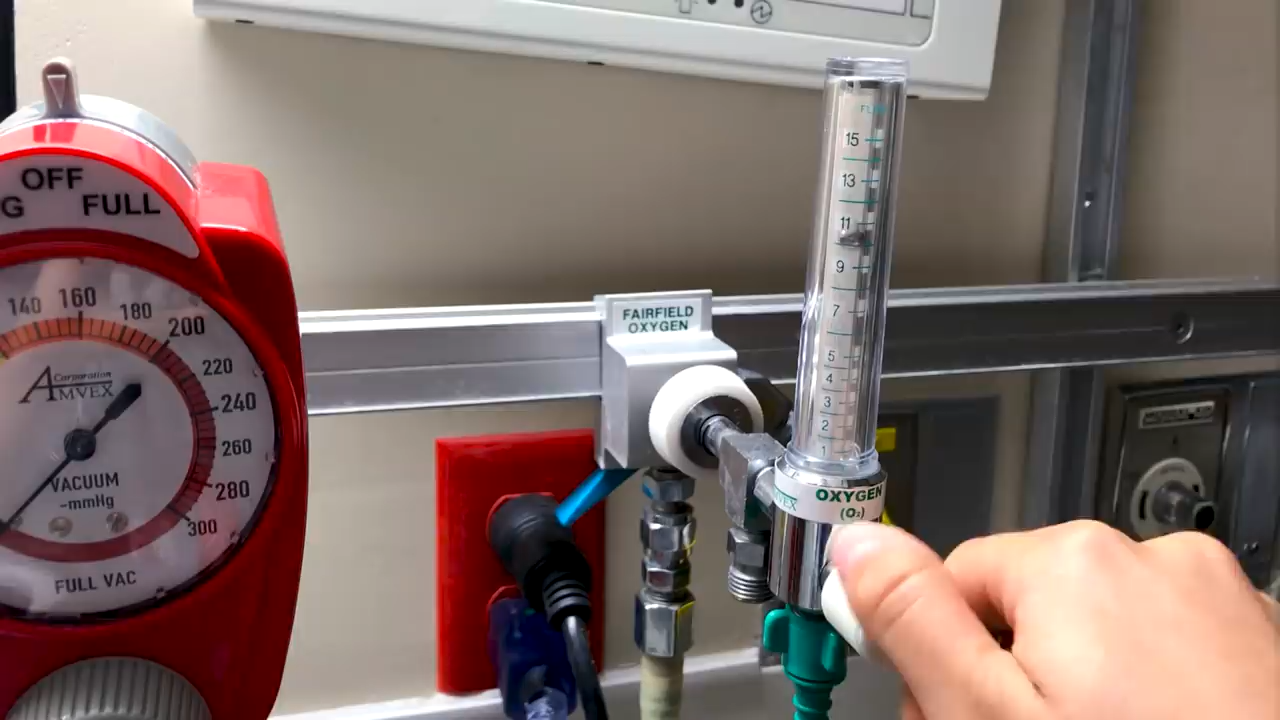 OFF
G
FULL
140
160
180
200
220
240
260
280
300
Corporation
AMVEX
VACUUM
-mmHg
FULL VAC
FAIRFIELD
OXYGEN
15
13
11
9
7
5
4
3
2
1
OXYGEN
(O₂)